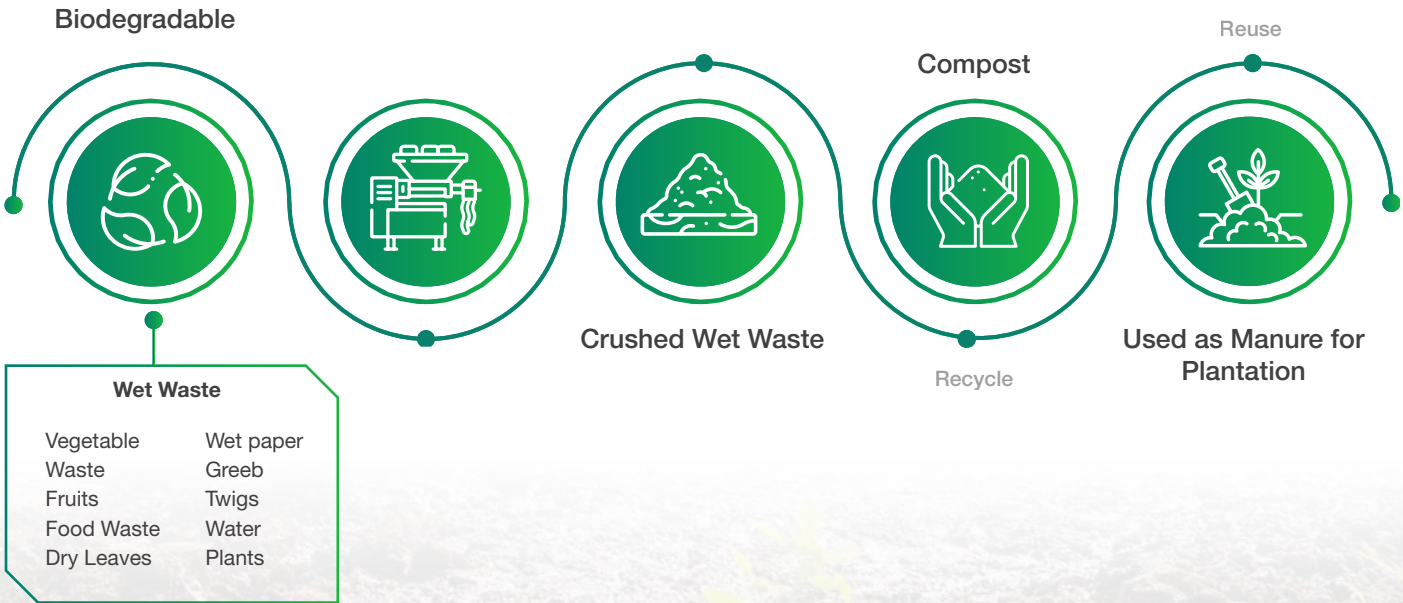 Biodegradable
Reuse
Compost
Crushed Wet Waste
Recycle
Used as Manure for
Plantation
Wet Waste
Vegetable
Waste
Fruits
Food Waste
Dry Leaves
Wet paper
Greeb
Twigs
Water
Plants